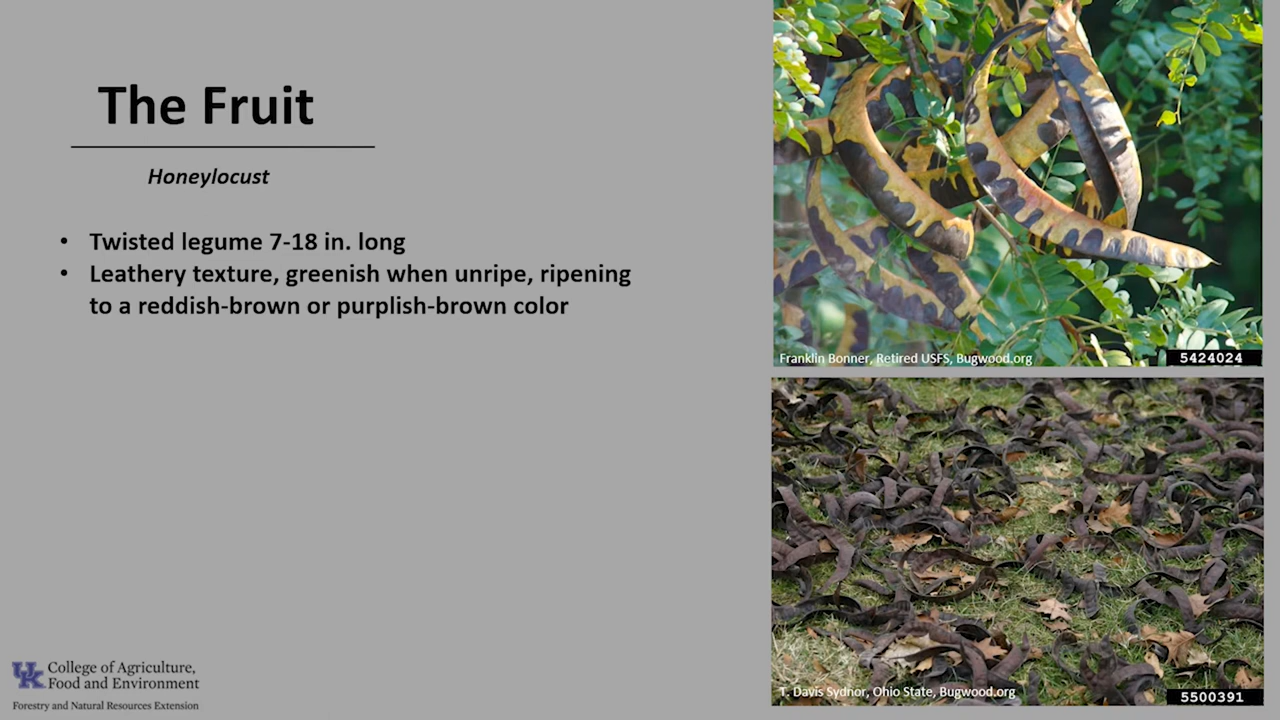 The Fruit
Honeylocust
• Twisted legume 7-18 in. long
• Leathery texture, greenish when unripe, ripening
to a reddish-brown or purplish-brown color
Franklin Bonner, Retired USFS, Bugwood.org
5424024
T. Davis Sydnor, Ohio State, Bugwood.org
5500391
UK
College of Agriculture,
Food and Environment
Forestry and Natural Resources Extension